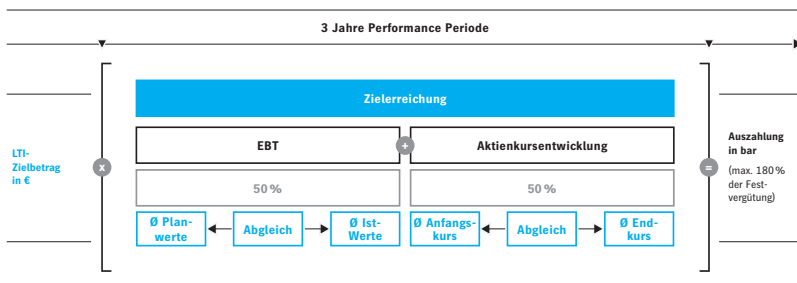 3 Jahre Performance Periode
Zielerreichung
LTI-
Zielbetrag
in €
x
EBT
+
Aktienkursentwicklung
50 %
50 %
Ø Plan-
werte
Abgleich
Ø Ist-
Werte
Ø Anfangs-
kurs
Abgleich
Ø End-
kurs
=
Auszahlung
in bar
(max. 180 %
der Fest-
vergütung)